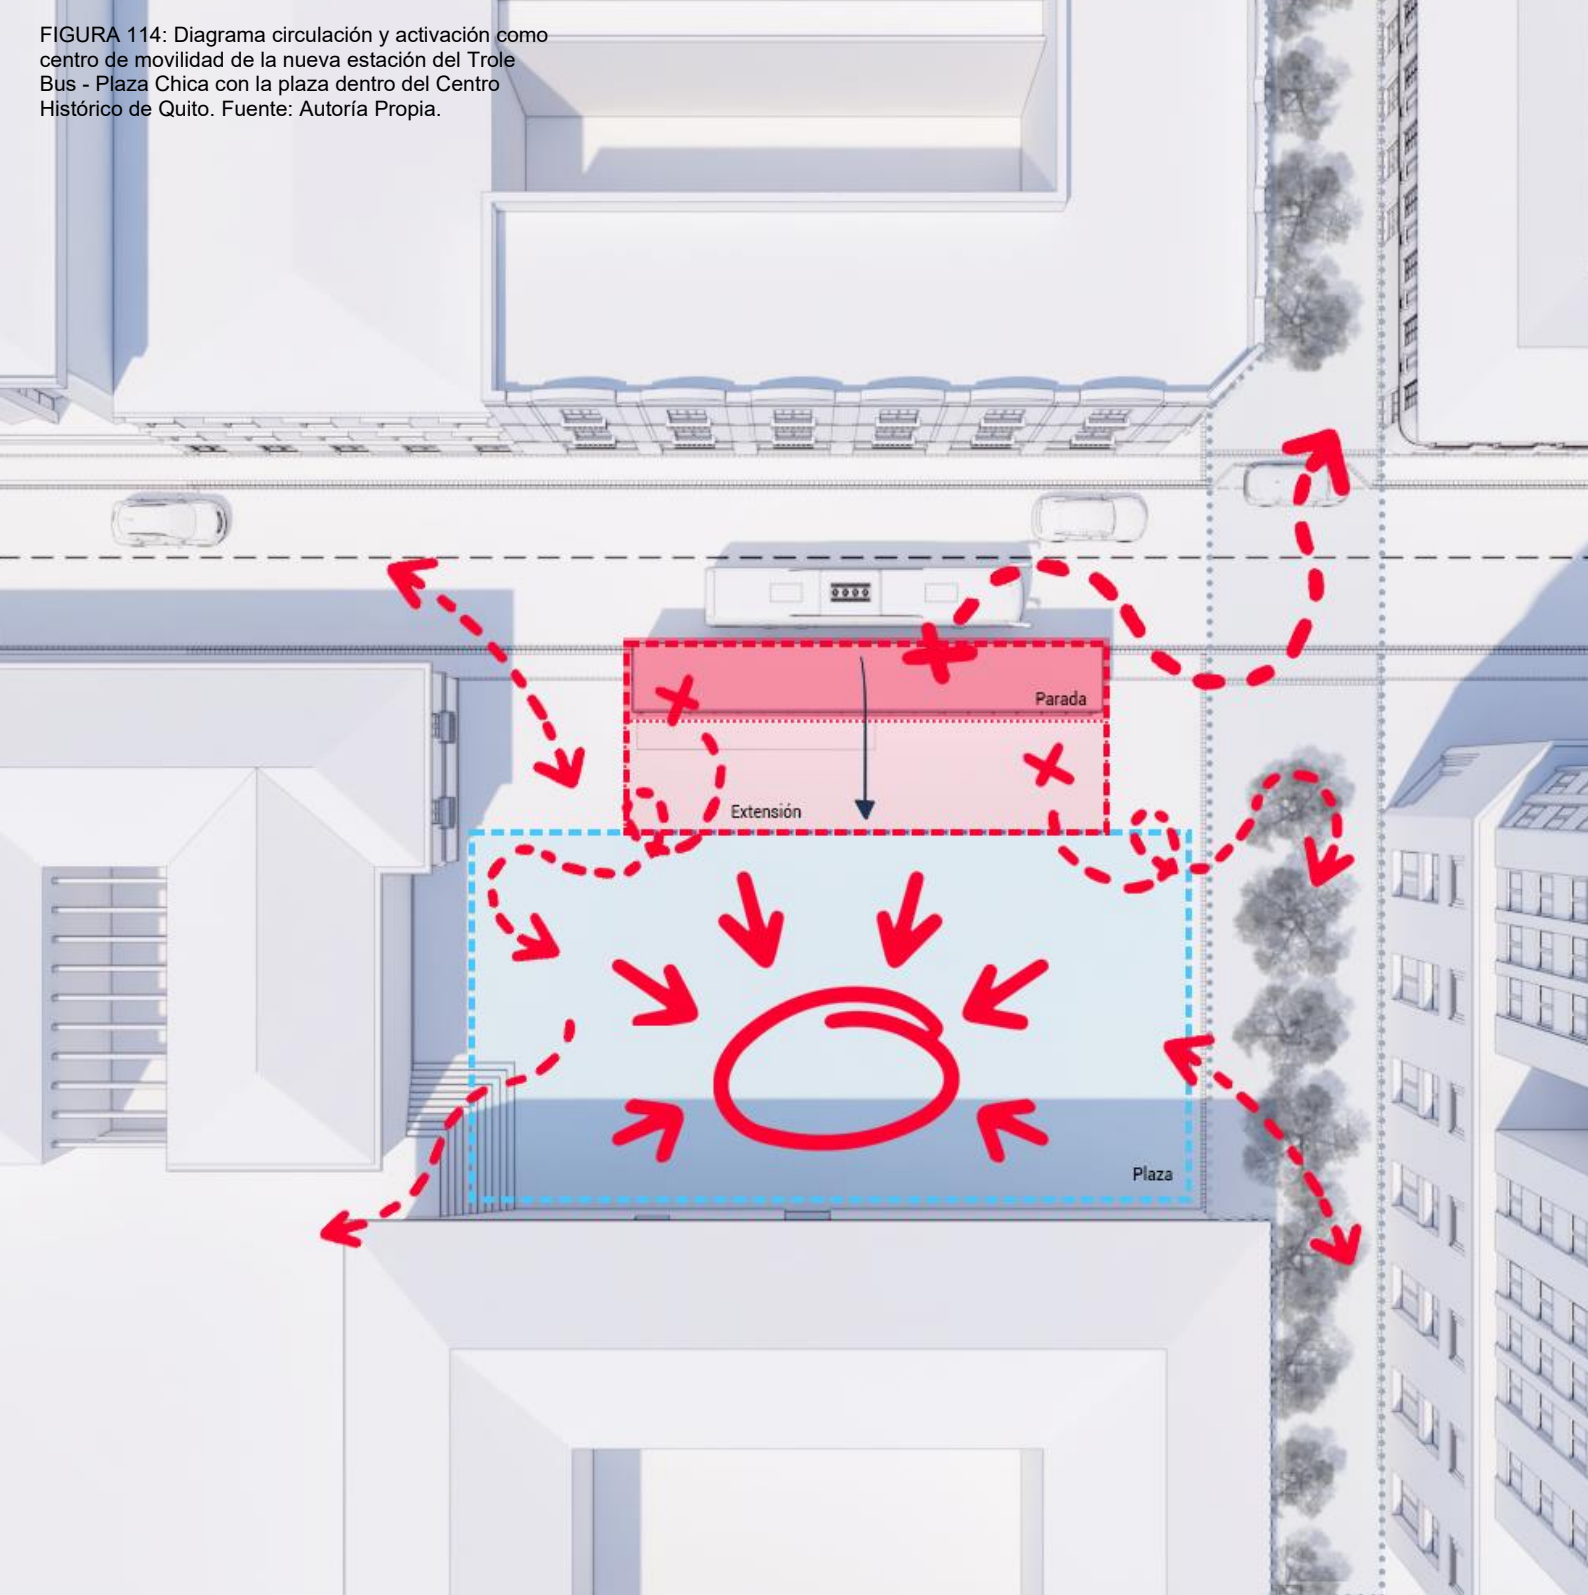 FIGURA 114: Diagrama circulación y activación como
centro de movilidad de la nueva estación del Trole
Bus - Plaza Chica con la plaza dentro del Centro
Histórico de Quito. Fuente: Autoría Propia.
Parada
Extensión
Plaza